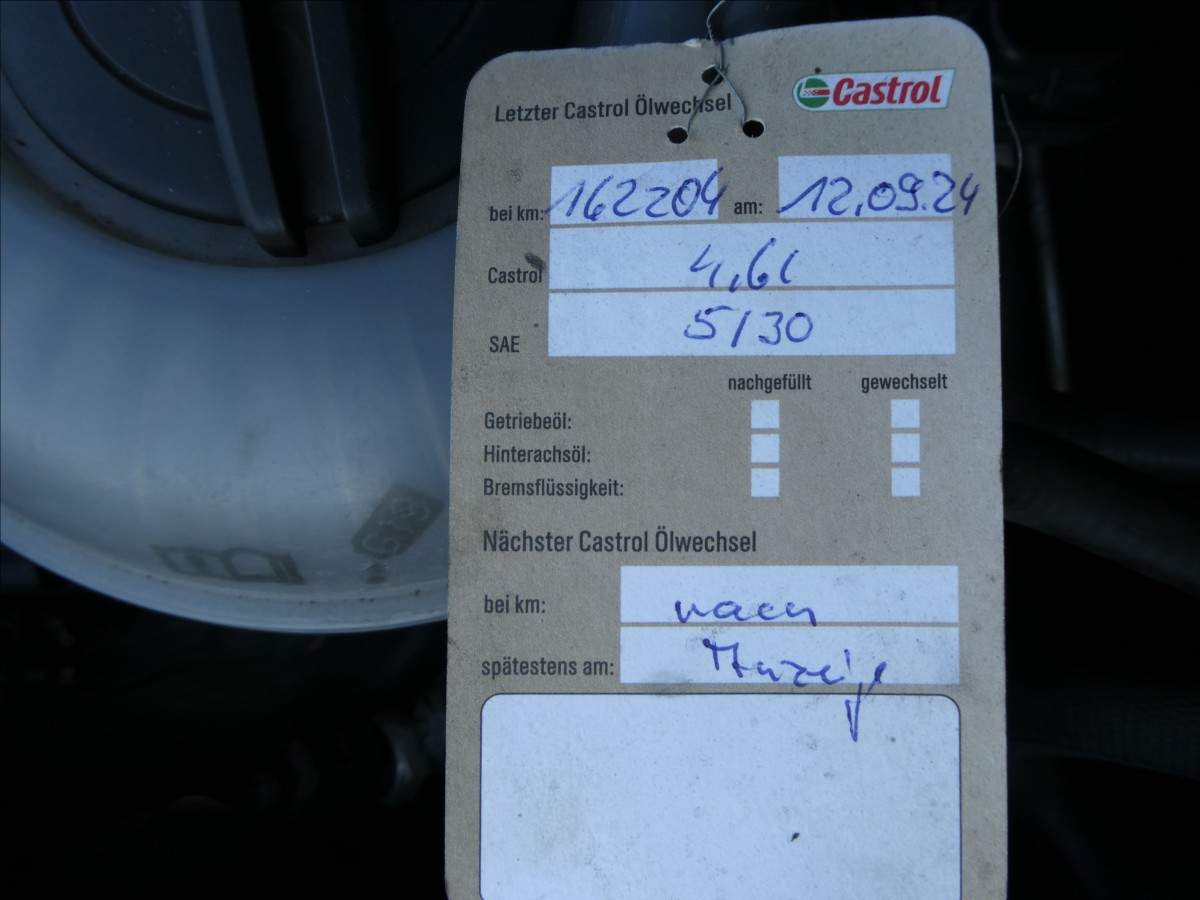 Castrol
Letzter Castrol Ölwechsel
bei km: 162204 am: 12.09.24
Castrol 4,6l
SAE 5/30
nachgefüllt gewechselt
Getriebeöl:
Hinterachsöl:
Bremsflüssigkeit:
Nächster Castrol Ölwechsel
bei km: nach
spätestens am: Anzeige